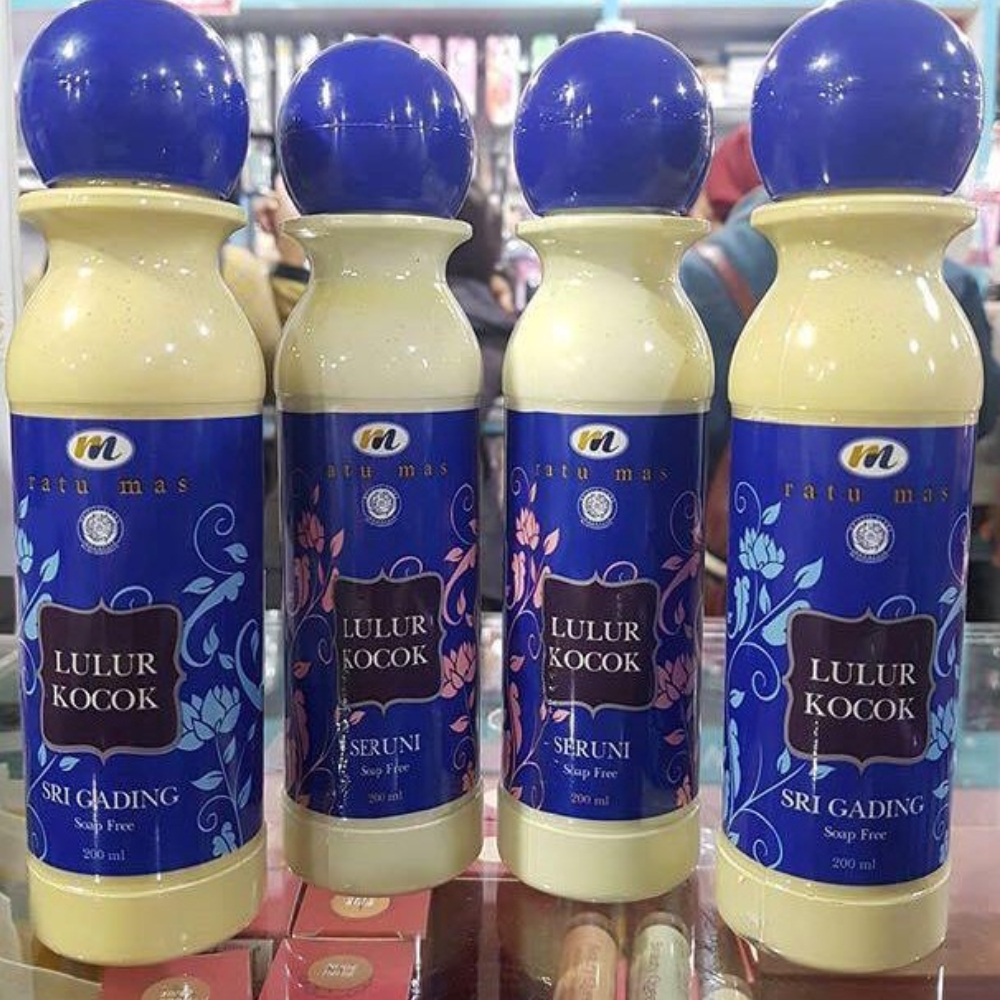 m
ratu mas
LULUR
KOCOK
SRI GADING
Soap Free
200 ml
m
atu mas
LULUR
KOCOK
SERUNI
Soap Free
200 ml
m
ratu mas
LULUR
KOCOK
SERUNI
Soap Free
200 ml
m
ratu mas
LULUR
KOCOK
SRI GADING
Soap Free
200 ml